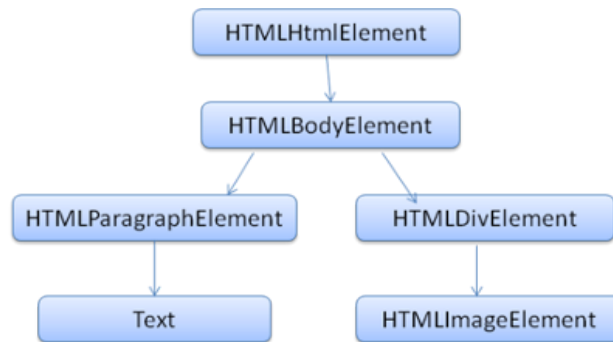 HTMLHtmlElement
HTMLBodyElement
HTMLParagraphElement
HTMLDivElement
Text
HTMLImageElement